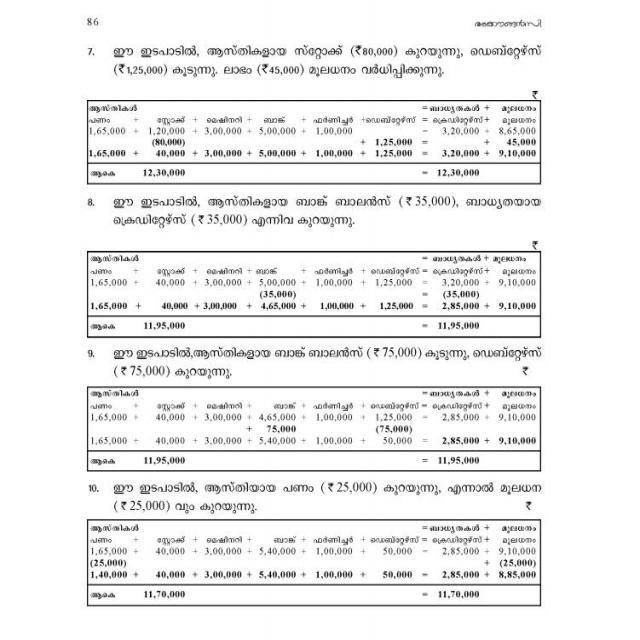 86
അക്കൗണ്ടൻസി
7. ഈ ഇടപാടിൽ, ആസ്തികളായ സ്റ്റോക്ക് (₹80,000) കുറയുന്നു, ഡെബ്റ്റേഴ്സ്
(₹1,25,000) കൂടുന്നു. ലാഭം (₹45,000) മൂലധനം വർധിപ്പിക്കുന്നു.
₹
ആസ്തികൾ = ബാധ്യതകൾ + മൂലധനം
പണം + സ്റ്റോക്ക് + മെഷിനറി + ബാങ്ക് + ഫർണിച്ചർ +ഡെബ്റ്റേഴ്സ് = ക്രെഡിറ്റേഴ്സ്+ മൂലധനം
1,65,000 + 1,20,000 + 3,00,000 + 5,00,000 + 1,00,000 = 3,20,000 + 8,65,000
(80,000) + 1,25,000 = + 45,000
1,65,000 + 40,000 + 3,00,000 + 5,00,000 + 1,00,000 + 1,25,000 = 3,20,000 + 9,10,000
ആകെ 12,30,000 = 12,30,000
8. ഈ ഇടപാടിൽ, ആസ്തികളായ ബാങ്ക് ബാലൻസ് (₹ 35,000), ബാധ്യതയായ
ക്രെഡിറ്റേഴ്സ് (₹ 35,000) എന്നിവ കുറയുന്നു.
₹
ആസ്തികൾ = ബാധ്യതകൾ + മൂലധനം
പണം + സ്റ്റോക്ക് + മെഷിനറി + ബാങ്ക് + ഫർണിച്ചർ + ഡെബ്റ്റേഴ്സ് = ക്രെഡിറ്റേഴ്സ്+ മൂലധനം
1,65,000 + 40,000 + 3,00,000 + 5,00,000 + 1,00,000 + 1,25,000 = 3,20,000 + 9,10,000
(35,000) = (35,000)
1,65,000 + 40,000 + 3,00,000 + 4,65,000 + 1,00,000 + 1,25,000 = 2,85,000 + 9,10,000
ആകെ 11,95,000 = 11,95,000
9. ഈ ഇടപാടിൽ,ആസ്തികളായ ബാങ്ക് ബാലൻസ് (₹ 75,000) കൂടുന്നു, ഡെബ്റ്റേഴ്സ്
(₹ 75,000) കുറയുന്നു. ₹
ആസ്തികൾ = ബാധ്യതകൾ + മൂലധനം
പണം + സ്റ്റോക്ക് + മെഷിനറി + ബാങ്ക് + ഫർണിച്ചർ + ഡെബ്റ്റേഴ്സ് = ക്രെഡിറ്റേഴ്സ് + മൂലധനം
1,65,000 + 40,000 + 3,00,000 + 4,65,000 + 1,00,000 + 1,25,000 = 2,85,000 + 9,10,000
+ 75,000 (75,000)
1,65,000 + 40,000 + 3,00,000 + 5,40,000 + 1,00,000 + 50,000 = 2,85,000 + 9,10,000
ആകെ 11,95,000 = 11,95,000
10. ഈ ഇടപാടിൽ, ആസ്തിയായ പണം (₹ 25,000) കുറയുന്നു, എന്നാൽ മൂലധന
(₹ 25,000) വും കുറയുന്നു. ₹
ആസ്തികൾ = ബാധ്യതകൾ + മൂലധനം
പണം + സ്റ്റോക്ക് + മെഷിനറി + ബാങ്ക് + ഫർണിച്ചർ + ഡെബ്റ്റേഴ്സ് = ക്രെഡിറ്റേഴ്സ് + മൂലധനം
1,65,000 + 40,000 + 3,00,000 + 5,40,000 + 1,00,000 + 50,000 = 2,85,000 + 9,10,000
(25,000) + (25,000)
1,40,000 + 40,000 + 3,00,000 + 5,40,000 + 1,00,000 + 50,000 = 2,85,000 + 8,85,000
ആകെ 11,70,000 = 11,70,000